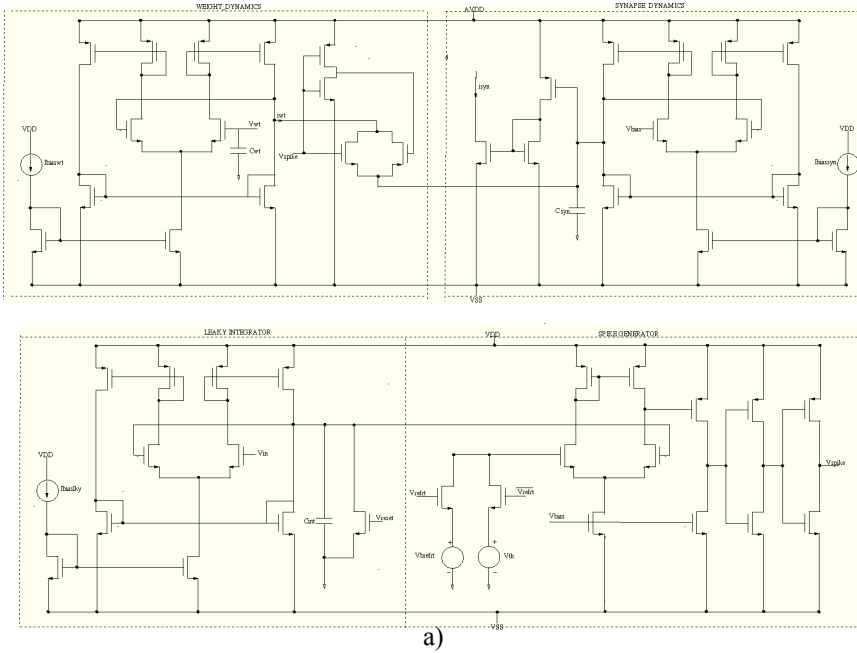 WEIGHT_DYNAMICS
SYNAPSE DYNAMICS
AVDD
isyn
Vwt
iwt
Cwt
Vspike
Vbias
VDD
Ibiaswt
VDD
Ibiassyn
Csyn
VSS
LEAKY INTEGRATOR
VDD
SPIKE GENERATOR
Vin
VDD
Ibiaslky
Cint
Vreset
Vrefrt
Vrefrt
Vbias
Vspike
Vbrefrt
Vth
+
-
+
-
VSS
a)